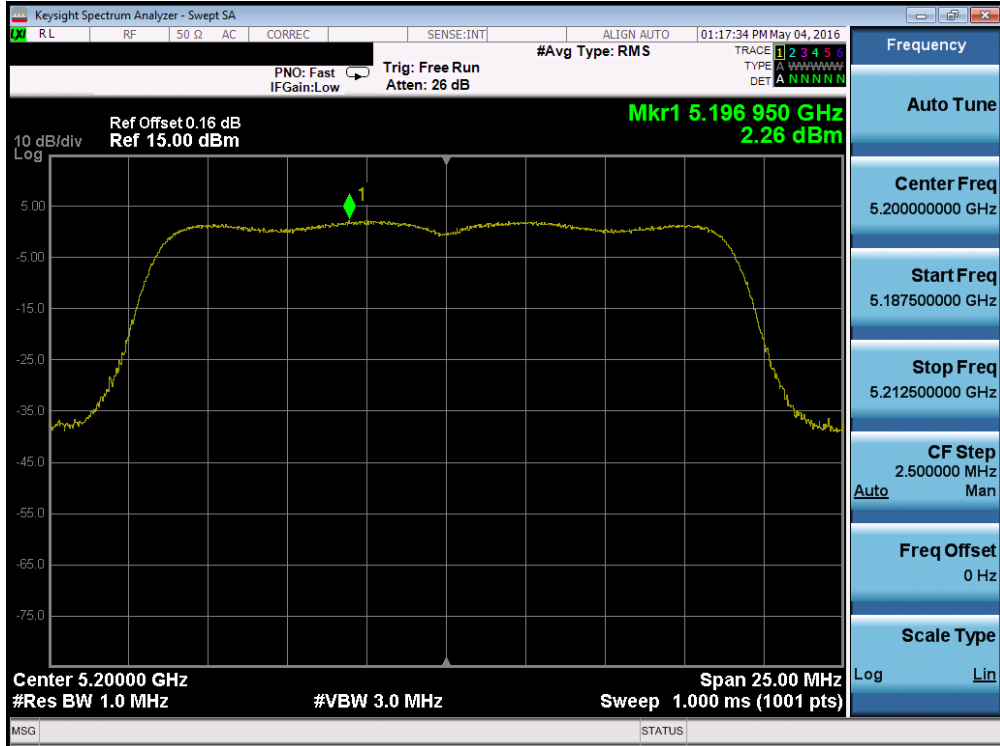 Keysight Spectrum Analyzer - Swept SA
LXI RL RF 50 Ω AC CORREC SENSE:INT ALIGN AUTO 01:17:34 PM May 04, 2016
#Avg Type: RMS
TRACE 1 2 3 4 5 6
TYPE A WWWWW
DET A N N N N N
PNO: Fast
IFGain:Low
Trig: Free Run
Atten: 26 dB
Mkr1 5.196 950 GHz
2.26 dBm
Ref Offset 0.16 dB
10 dB/div Ref 15.00 dBm
Log
1
5.00
-5.00
-15.0
-25.0
-35.0
-45.0
-55.0
-65.0
-75.0
Center 5.20000 GHz Span 25.00 MHz
#Res BW 1.0 MHz #VBW 3.0 MHz Sweep 1.000 ms (1001 pts)
MSG STATUS
Frequency
Auto Tune
Center Freq
5.200000000 GHz
Start Freq
5.187500000 GHz
Stop Freq
5.212500000 GHz
CF Step
2.500000 MHz
Auto Man
Freq Offset
0 Hz
Scale Type
Log Lin